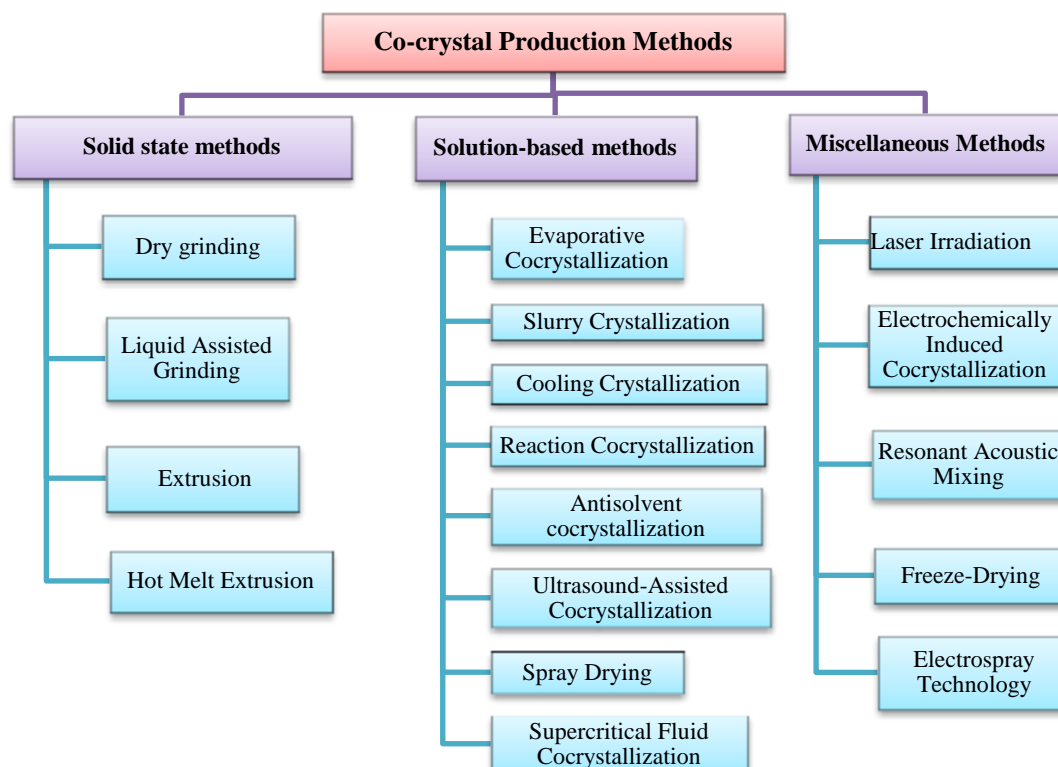 Co-crystal Production Methods
Solid state methods
Dry grinding
Liquid Assisted
Grinding
Extrusion
Hot Melt Extrusion
Solution-based methods
Evaporative
Cocrystallization
Slurry Crystallization
Cooling Crystallization
Reaction Cocrystallization
Antisolvent
cocrystallization
Ultrasound-Assisted
Cocrystallization
Spray Drying
Supercritical Fluid
Cocrystallization
Miscellaneous Methods
Laser Irradiation
Electrochemically
Induced
Cocrystallization
Resonant Acoustic
Mixing
Freeze-Drying
Electrospray
Technology